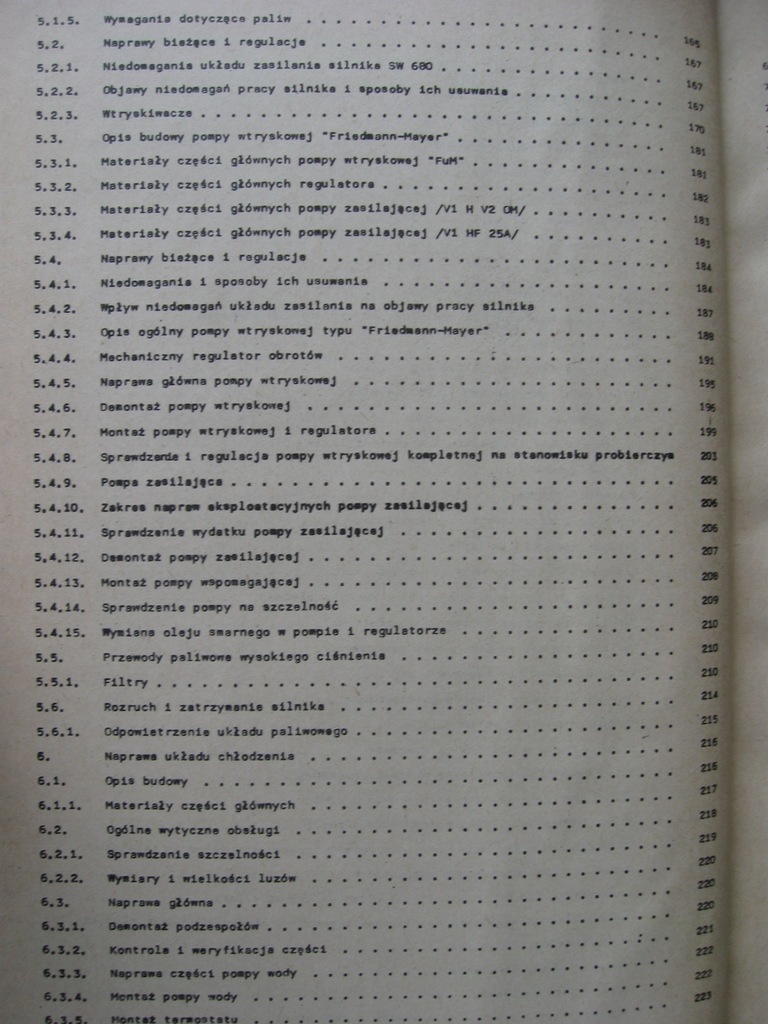 5.1.5. Wymagania dotyczące paliw . . . . . . . . . . 165
5.2. Naprawy bieżące i regulacje . . . . . . . . . . 167
5.2.1. Niedomagania układu zasilania silnika SW 680 . . . . . . . . . . 167
5.2.2. Objawy niedomagań pracy silnika i sposoby ich usuwania . . . . . . . . . . 167
5.2.3. Wtryskiwacze . . . . . . . . . . 170
5.3. Opis budowy pompy wtryskowej "Friedmann-Mayer" . . . . . . . . . . 181
5.3.1. Materiały części głównych pompy wtryskowej "FuM" . . . . . . . . . . 181
5.3.2. Materiały części głównych regulatora . . . . . . . . . . 182
5.3.3. Materiały części głównych pompy zasilającej /V1 H V2 OM/ . . . . . . . . . . 183
5.3.4. Materiały części głównych pompy zasilającej /V1 HF 25A/ . . . . . . . . . . 183
5.4. Naprawy bieżące i regulacje . . . . . . . . . . 184
5.4.1. Niedomagania i sposoby ich usuwania . . . . . . . . . . 184
5.4.2. Wpływ niedomagań układu zasilania na objawy pracy silnika . . . . . . . . . . 187
5.4.3. Opis ogólny pompy wtryskowej typu "Friedmann-Mayer" . . . . . . . . . . 188
5.4.4. Mechaniczny regulator obrotów . . . . . . . . . . 191
5.4.5. Naprawa główna pompy wtryskowej . . . . . . . . . . 195
5.4.6. Demontaż pompy wtryskowej . . . . . . . . . . 196
5.4.7. Montaż pompy wtryskowej i regulatora . . . . . . . . . . 199
5.4.8. Sprawdzenie i regulacja pompy wtryskowej kompletnej na stanowisku probierczym 203
5.4.9. Pompa zasilająca . . . . . . . . . . 205
5.4.10. Zakres napraw eksploatacyjnych pompy zasilającej . . . . . . . . . . 206
5.4.11. Sprawdzenie wydatku pompy zasilającej . . . . . . . . . . 206
5.4.12. Demontaż pompy zasilającej . . . . . . . . . . 207
5.4.13. Montaż pompy wspomagającej . . . . . . . . . . 208
5.4.14. Sprawdzenie pompy na szczelność . . . . . . . . . . 209
5.4.15. Wymiana oleju smarnego w pompie i regulatorze . . . . . . . . . . 210
5.5. Przewody paliwowe wysokiego ciśnienia . . . . . . . . . . 210
5.5.1. Filtry . . . . . . . . . . 210
5.6. Rozruch i zatrzymanie silnika . . . . . . . . . . 214
5.6.1. Odpowietrzenie układu paliwowego . . . . . . . . . . 215
6. Naprawa układu chłodzenia . . . . . . . . . . 216
6.1. Opis budowy . . . . . . . . . . 216
6.1.1. Materiały części głównych . . . . . . . . . . 217
6.2. Ogólne wytyczne obsługi . . . . . . . . . . 218
6.2.1. Sprawdzanie szczelności . . . . . . . . . . 219
6.2.2. Wymiary i wielkości luzów . . . . . . . . . . 220
6.3. Naprawa główna . . . . . . . . . . 220
6.3.1. Demontaż podzespołów . . . . . . . . . . 220
6.3.2. Kontrola i weryfikacja części . . . . . . . . . . 221
6.3.3. Naprawa części pompy wody . . . . . . . . . . 222
6.3.4. Montaż pompy wody . . . . . . . . . . 222
6.3.5. Montaż termostatu . . . . . . . . . . 223